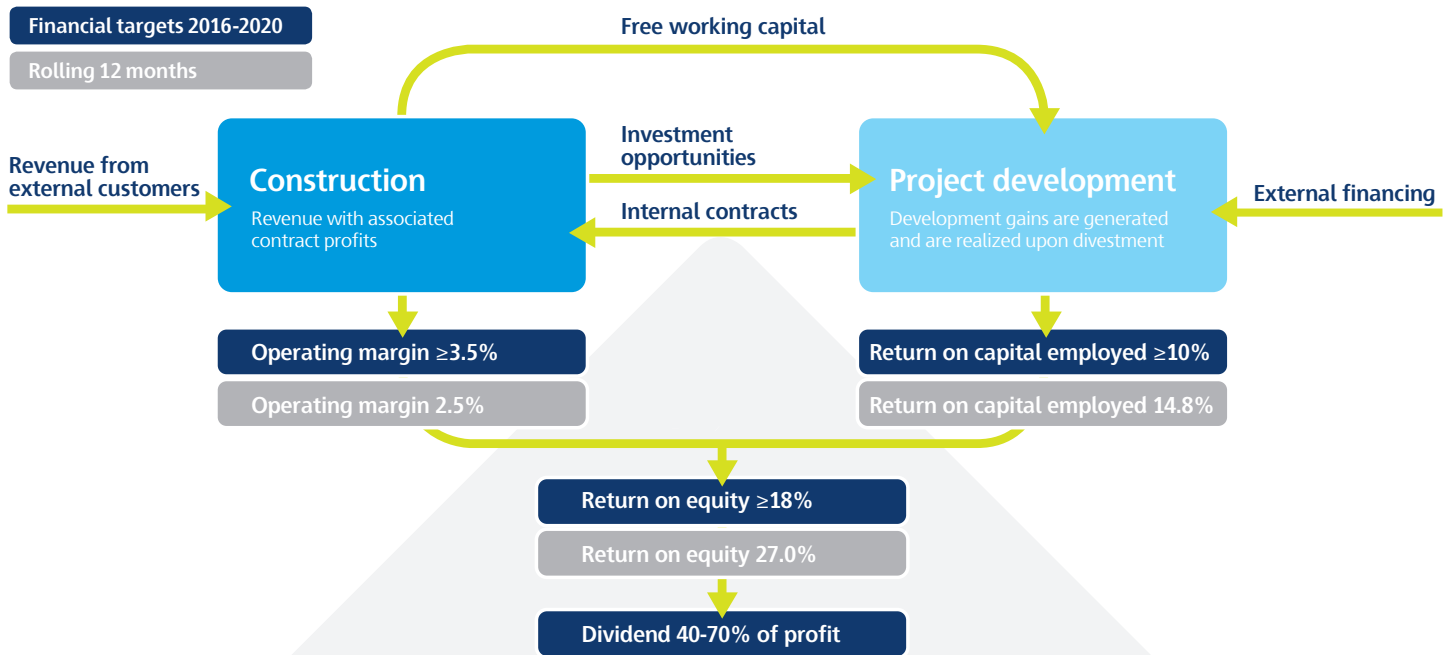 Financial targets 2016-2020
Rolling 12 months
Free working capital
Revenue from
external customers
Construction
Revenue with associated
contract profits
Investment
opportunities
Internal contracts
Project development
Development gains are generated
and are realized upon divestment
External financing
Operating margin ≥3.5%
Operating margin 2.5%
Return on capital employed ≥10%
Return on capital employed 14.8%
Return on equity ≥18%
Return on equity 27.0%
Dividend 40-70% of profit